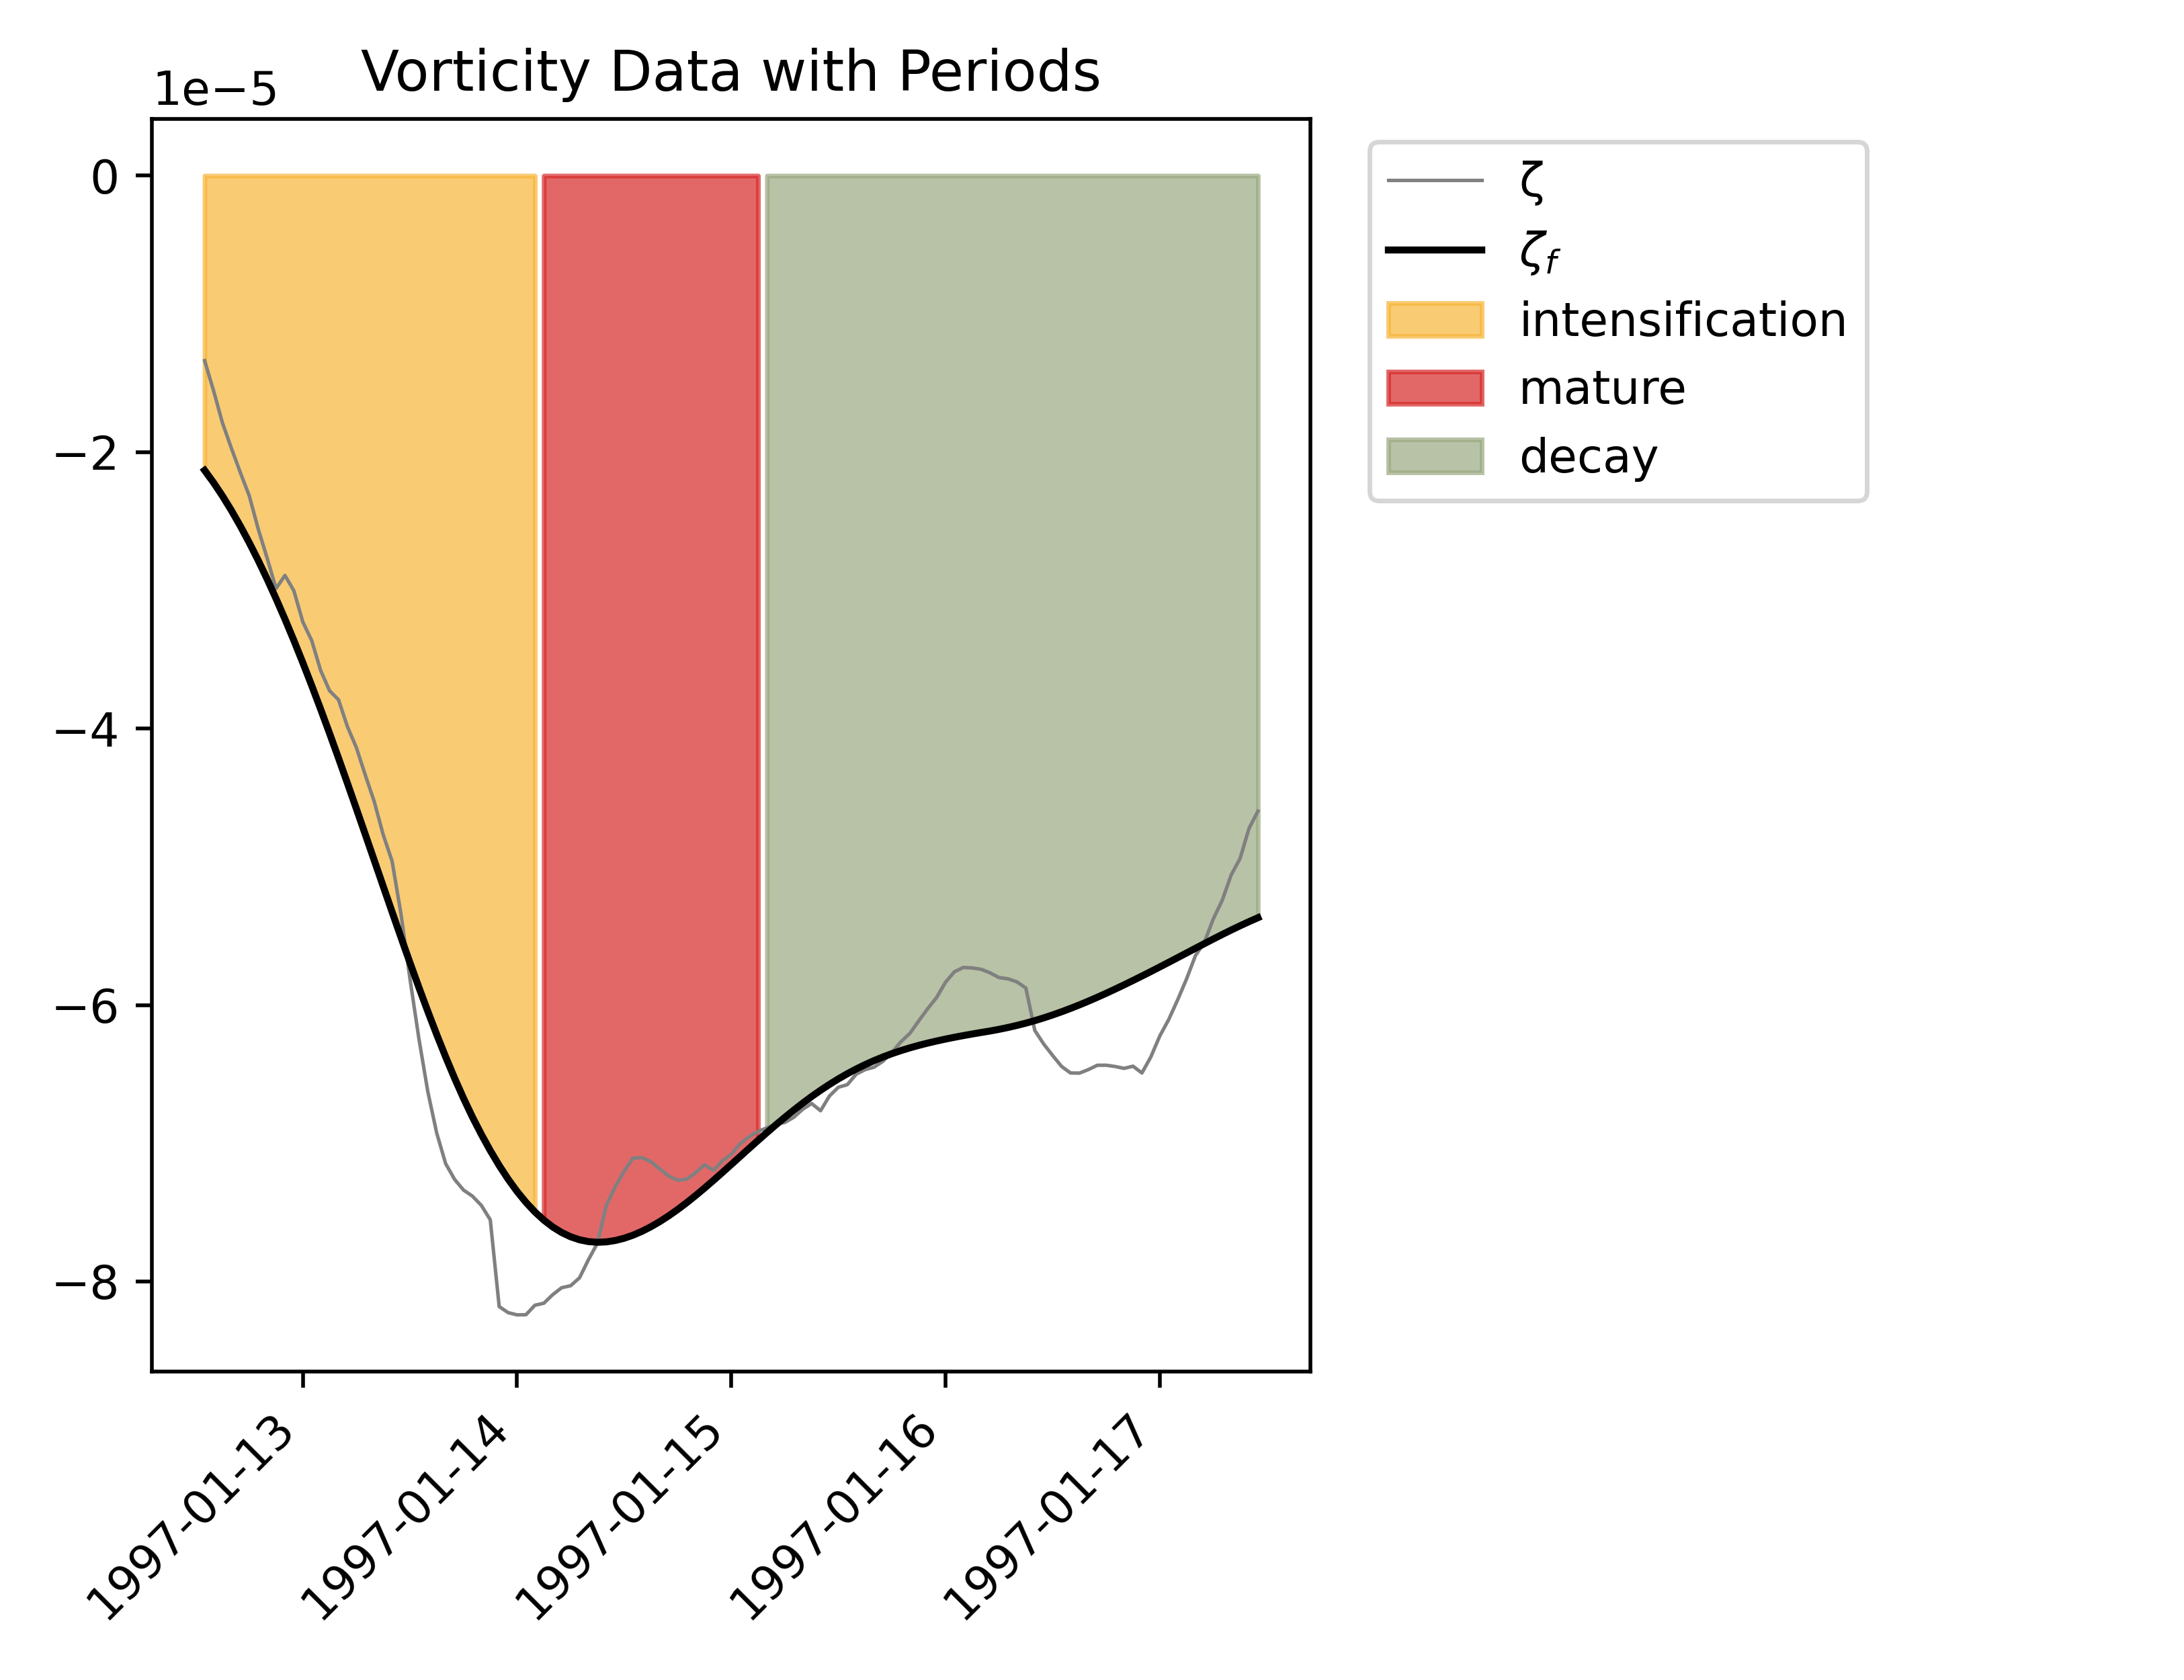 Vorticity Data with Periods
1e−5
0
−2
−4
−6
−8
1997-01-13
1997-01-14
1997-01-15
1997-01-16
1997-01-17
ζ
ζf
intensification
mature
decay